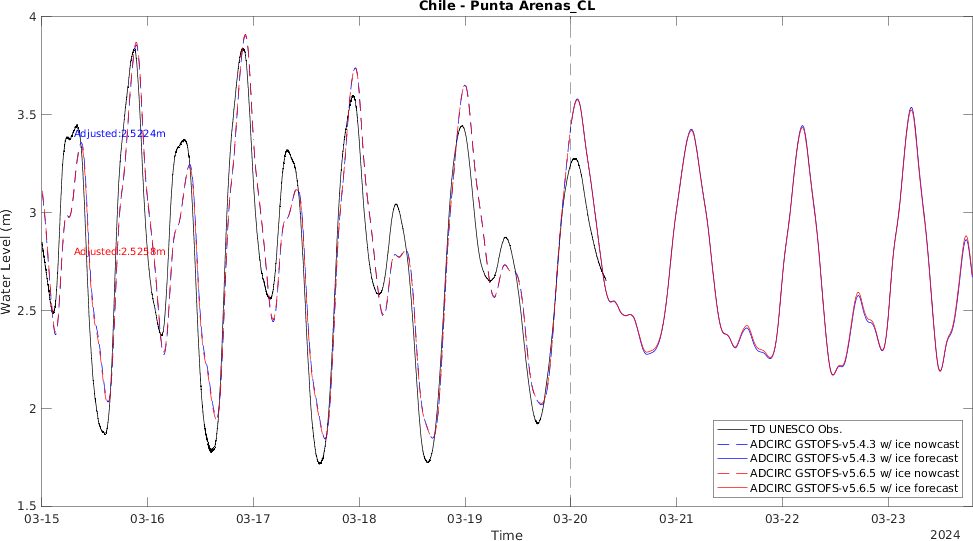 Chile - Punta Arenas_CL
4
3.5
3
2.5
2
1.5
Water Level (m)
Adjusted:2.5224m
Adjusted:2.5258m
TD UNESCO Obs.
ADCIRC GSTOFS-v5.4.3 w/ ice nowcast
ADCIRC GSTOFS-v5.4.3 w/ ice forecast
ADCIRC GSTOFS-v5.6.5 w/ ice nowcast
ADCIRC GSTOFS-v5.6.5 w/ ice forecast
03-15 03-16 03-17 03-18 03-19 03-20 03-21 03-22 03-23
Time
2024